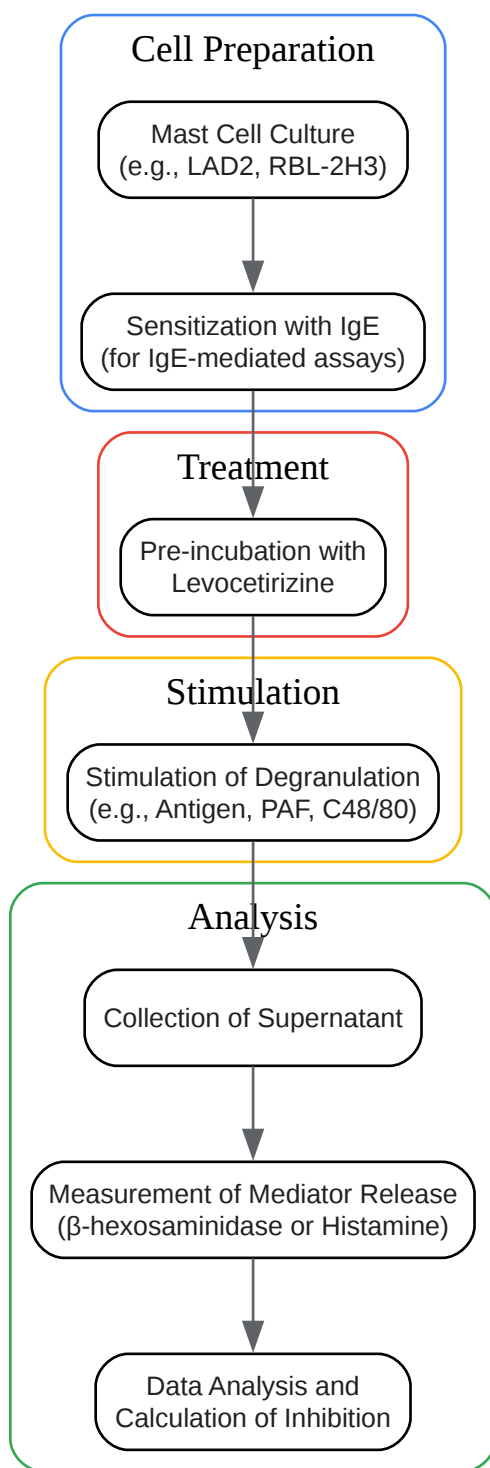 Cell Preparation
Mast Cell Culture
(e.g., LAD2, RBL-2H3)
Sensitization with IgE
(for IgE-mediated assays)
Treatment
Pre-incubation with
Levocetirizine
Stimulation
Stimulation of Degranulation
(e.g., Antigen, PAF, C48/80)
Analysis
Collection of Supernatant
Measurement of Mediator Release
(β-hexosaminidase or Histamine)
Data Analysis and
Calculation of Inhibition